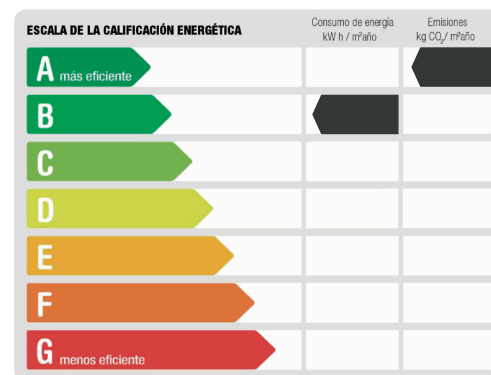 ESCALA DE LA CALIFICACIÓN ENERGÉTICA
Consumo de energía
kW h / m²año
Emisiones
kg CO₂/ m²año
A más eficiente
B
C
D
E
F
G menos eficiente